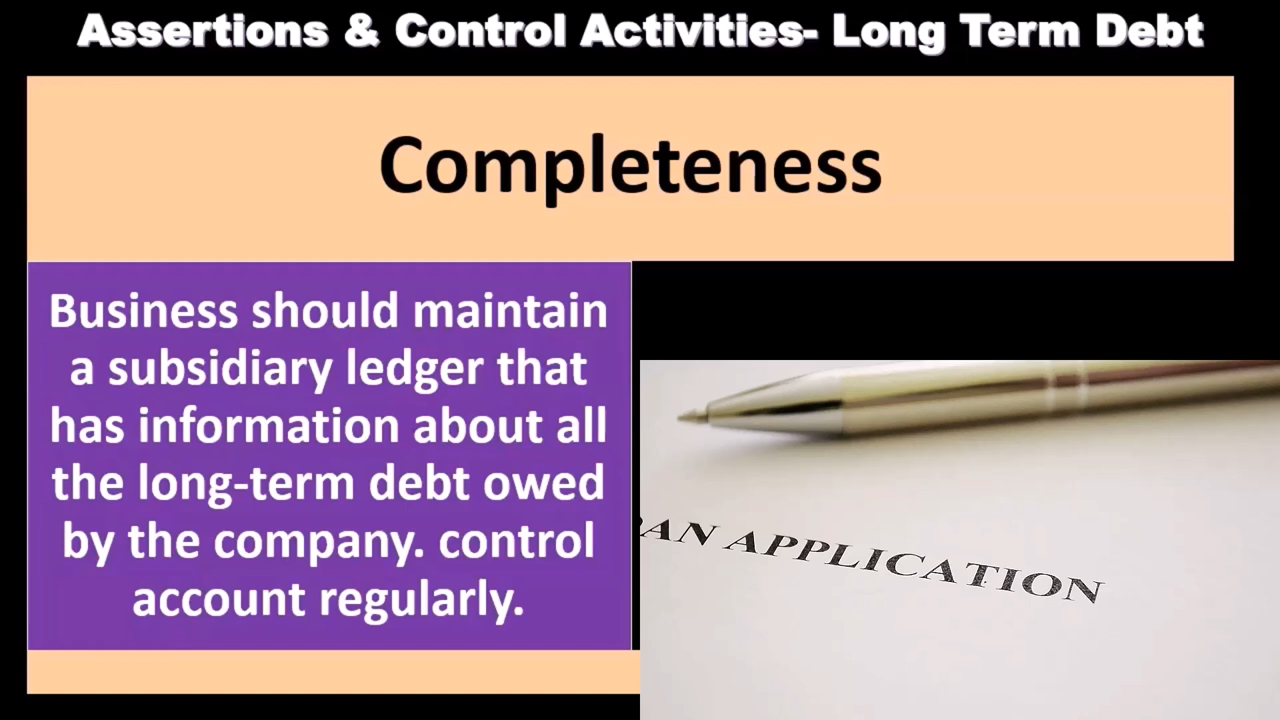 Assertions & Control Activities- Long Term Debt
Completeness
Business should maintain
a subsidiary ledger that
has information about all
the long-term debt owed
by the company. control
account regularly.
OAN APPLICATION